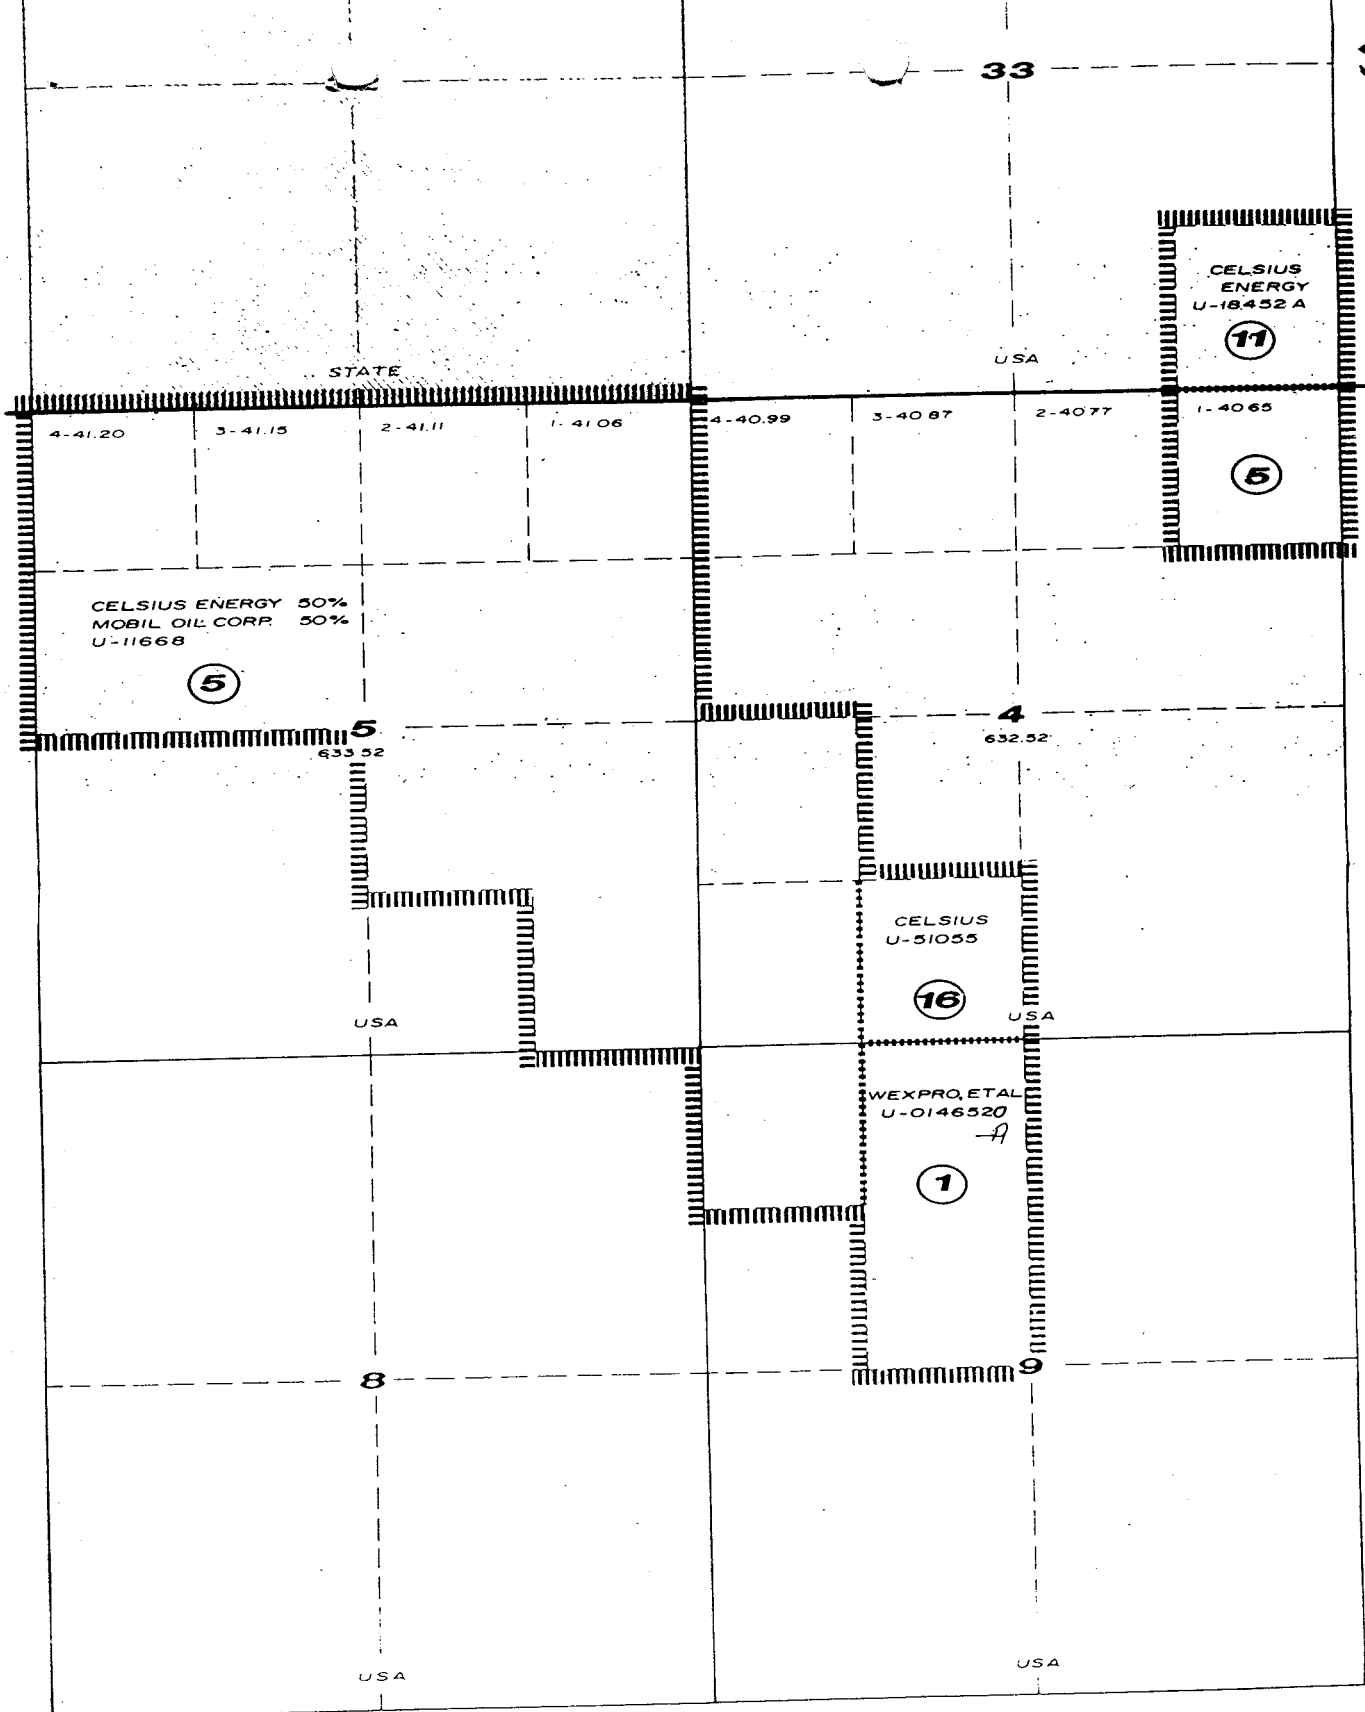 33
CELSIUS
ENERGY
U-18452 A
11
USA
STATE
4-41.20
3-41.15
2-41.11
1-41.06
4-40.99
3-40.87
2-40.77
1-40.65
5
CELSIUS ENERGY 50%
MOBIL OIL CORP. 50%
U-11668
5
5
633.52
4
632.52
CELSIUS
U-51055
16
USA
USA
WEXPRO, ETAL
U-0146520
-A
1
8
9
USA
USA